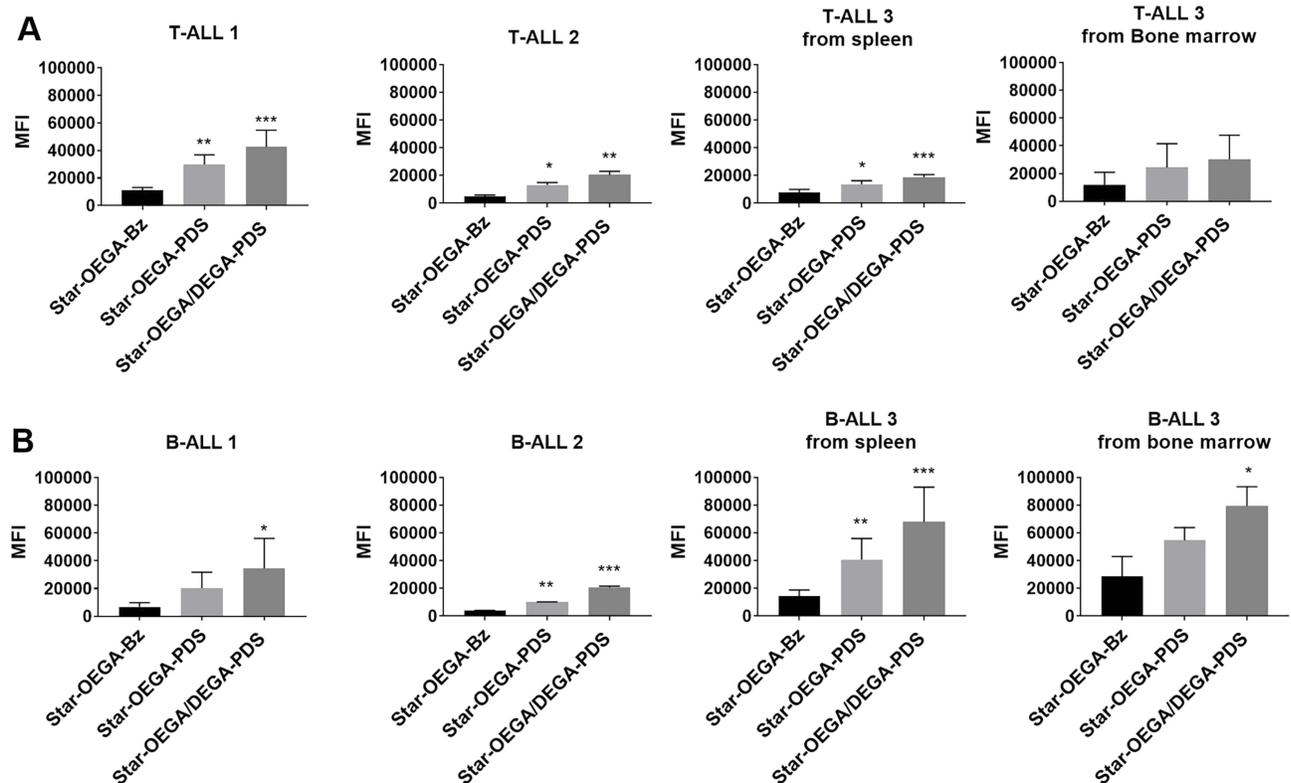 A
T-ALL 1
MFI
100000
80000
60000
40000
20000
0
**
***
Star-OEGA-Bz
Star-OEGA-PDS
Star-OEGA/DEGA-PDS
T-ALL 2
MFI
100000
80000
60000
40000
20000
0
*
**
Star-OEGA-Bz
Star-OEGA-PDS
Star-OEGA/DEGA-PDS
T-ALL 3
from spleen
MFI
100000
80000
60000
40000
20000
0
*
***
Star-OEGA-Bz
Star-OEGA-PDS
Star-OEGA/DEGA-PDS
T-ALL 3
from Bone marrow
MFI
100000
80000
60000
40000
20000
0
Star-OEGA-Bz
Star-OEGA-PDS
Star-OEGA/DEGA-PDS
B
B-ALL 1
MFI
100000
80000
60000
40000
20000
0
*
Star-OEGA-Bz
Star-OEGA-PDS
Star-OEGA/DEGA-PDS
B-ALL 2
MFI
100000
80000
60000
40000
20000
0
**
***
Star-OEGA-Bz
Star-OEGA-PDS
Star-OEGA/DEGA-PDS
B-ALL 3
from spleen
MFI
100000
80000
60000
40000
20000
0
**
***
Star-OEGA-Bz
Star-OEGA-PDS
Star-OEGA/DEGA-PDS
B-ALL 3
from bone marrow
MFI
100000
80000
60000
40000
20000
0
*
Star-OEGA-Bz
Star-OEGA-PDS
Star-OEGA/DEGA-PDS